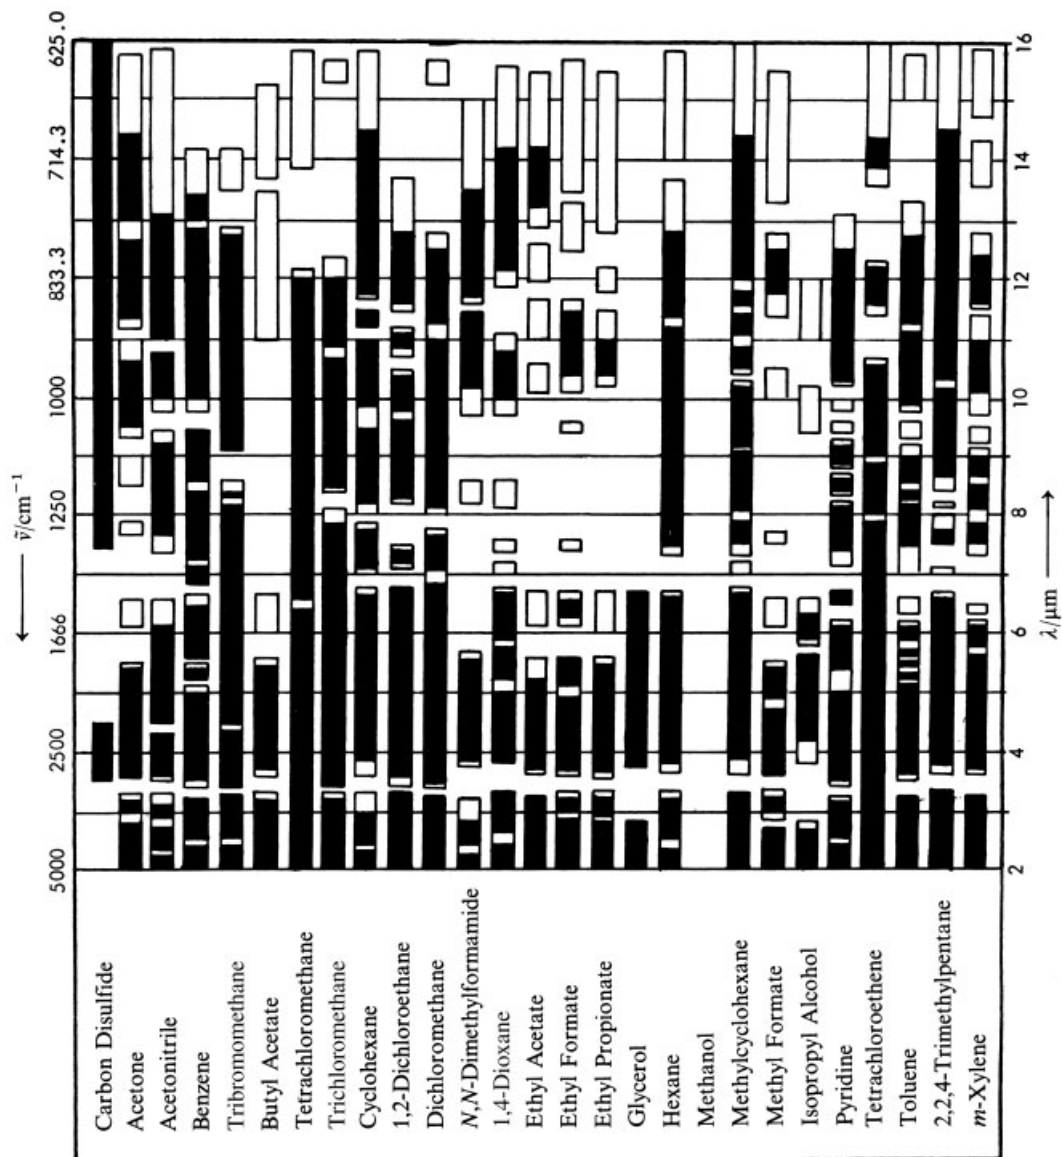 625.0
714.3
833.3
1000
1250
1666
2500
5000
← ṽ/cm⁻¹
16
14
12
10
8
6
4
2
λ/µm →
Carbon Disulfide
Acetone
Acetonitrile
Benzene
Tribromomethane
Butyl Acetate
Tetrachloromethane
Trichloromethane
Cyclohexane
1,2-Dichloroethane
Dichloromethane
N,N-Dimethylformamide
1,4-Dioxane
Ethyl Acetate
Ethyl Formate
Ethyl Propionate
Glycerol
Hexane
Methanol
Methylcyclohexane
Methyl Formate
Isopropyl Alcohol
Pyridine
Tetrachloroethene
Toluene
2,2,4-Trimethylpentane
m-Xylene